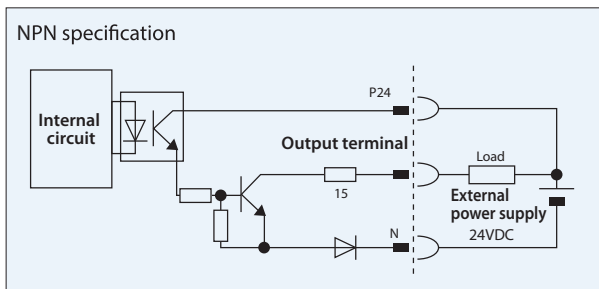 NPN specification
P24
Internal
circuit
Output terminal
Load
15
External
power supply
N
24VDC